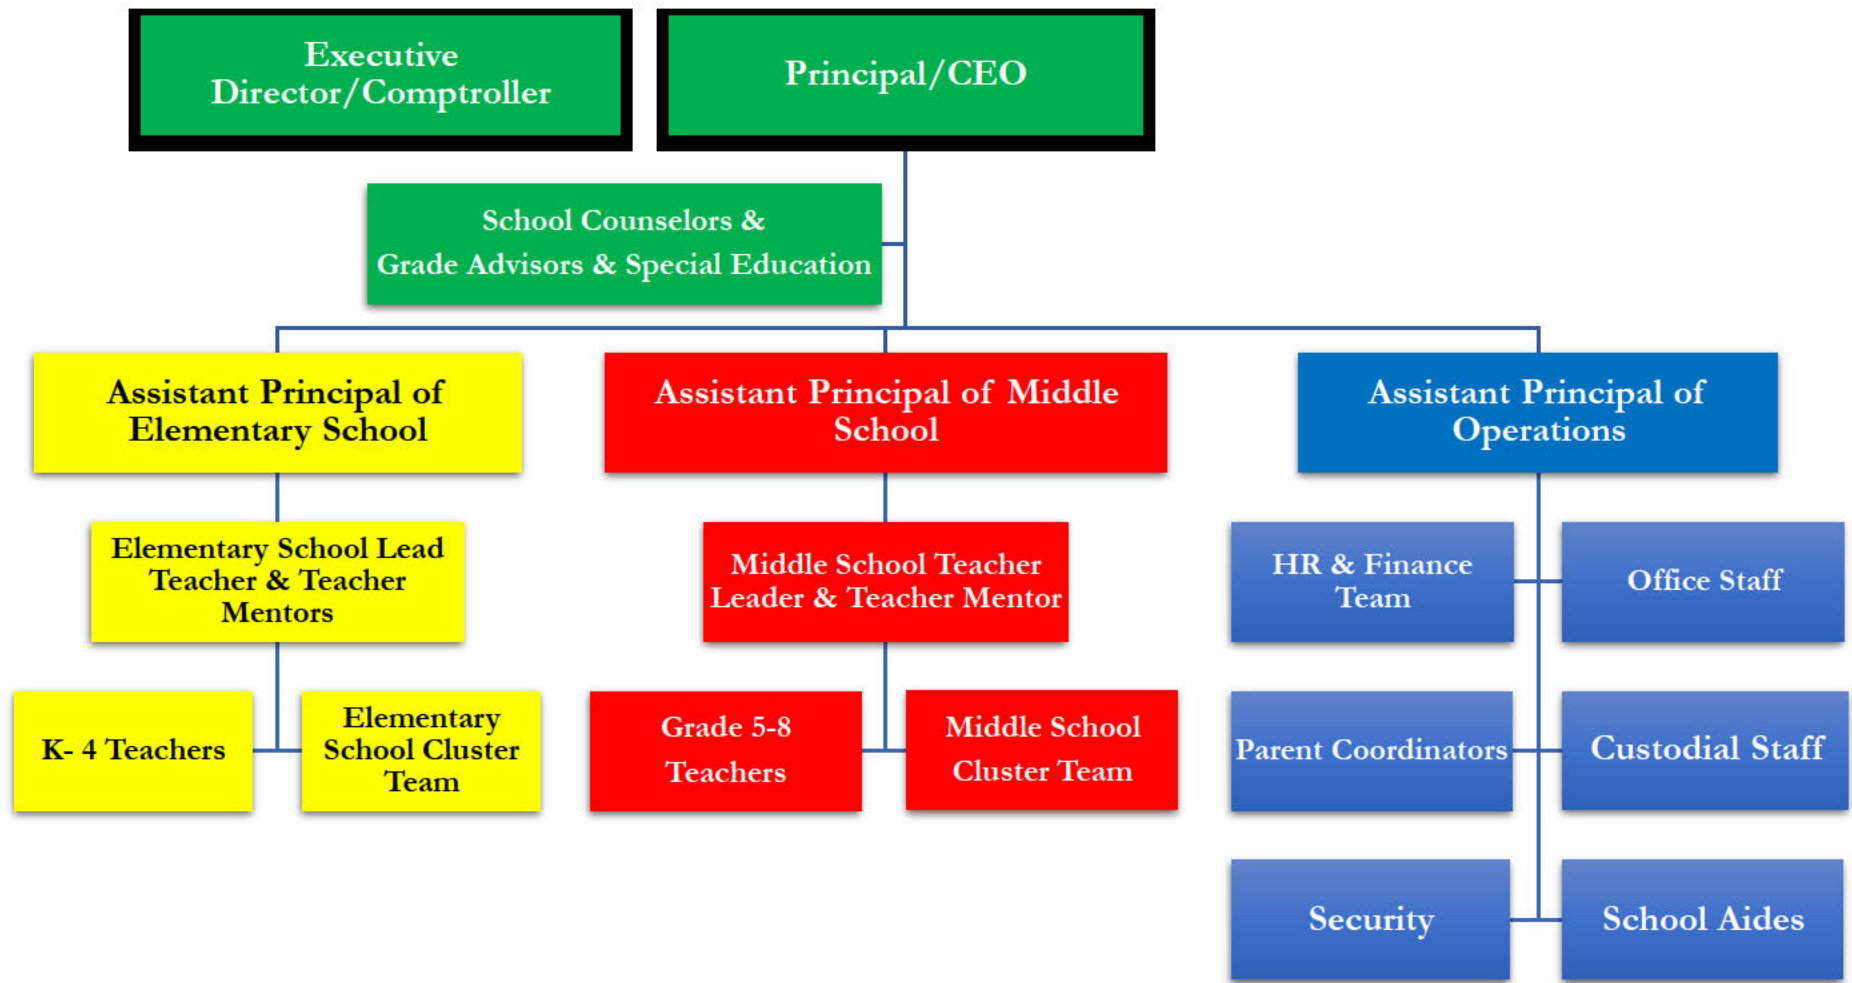 Executive
Director/Comptroller
Principal/CEO
School Counselors &
Grade Advisors & Special Education
Assistant Principal of
Elementary School
Assistant Principal of Middle
School
Assistant Principal of
Operations
Elementary School Lead
Teacher & Teacher
Mentors
Middle School Teacher
Leader & Teacher Mentor
HR & Finance
Team
Office Staff
K- 4 Teachers
Elementary
School Cluster
Team
Grade 5-8
Teachers
Middle School
Cluster Team
Parent Coordinators
Custodial Staff
Security
School Aides